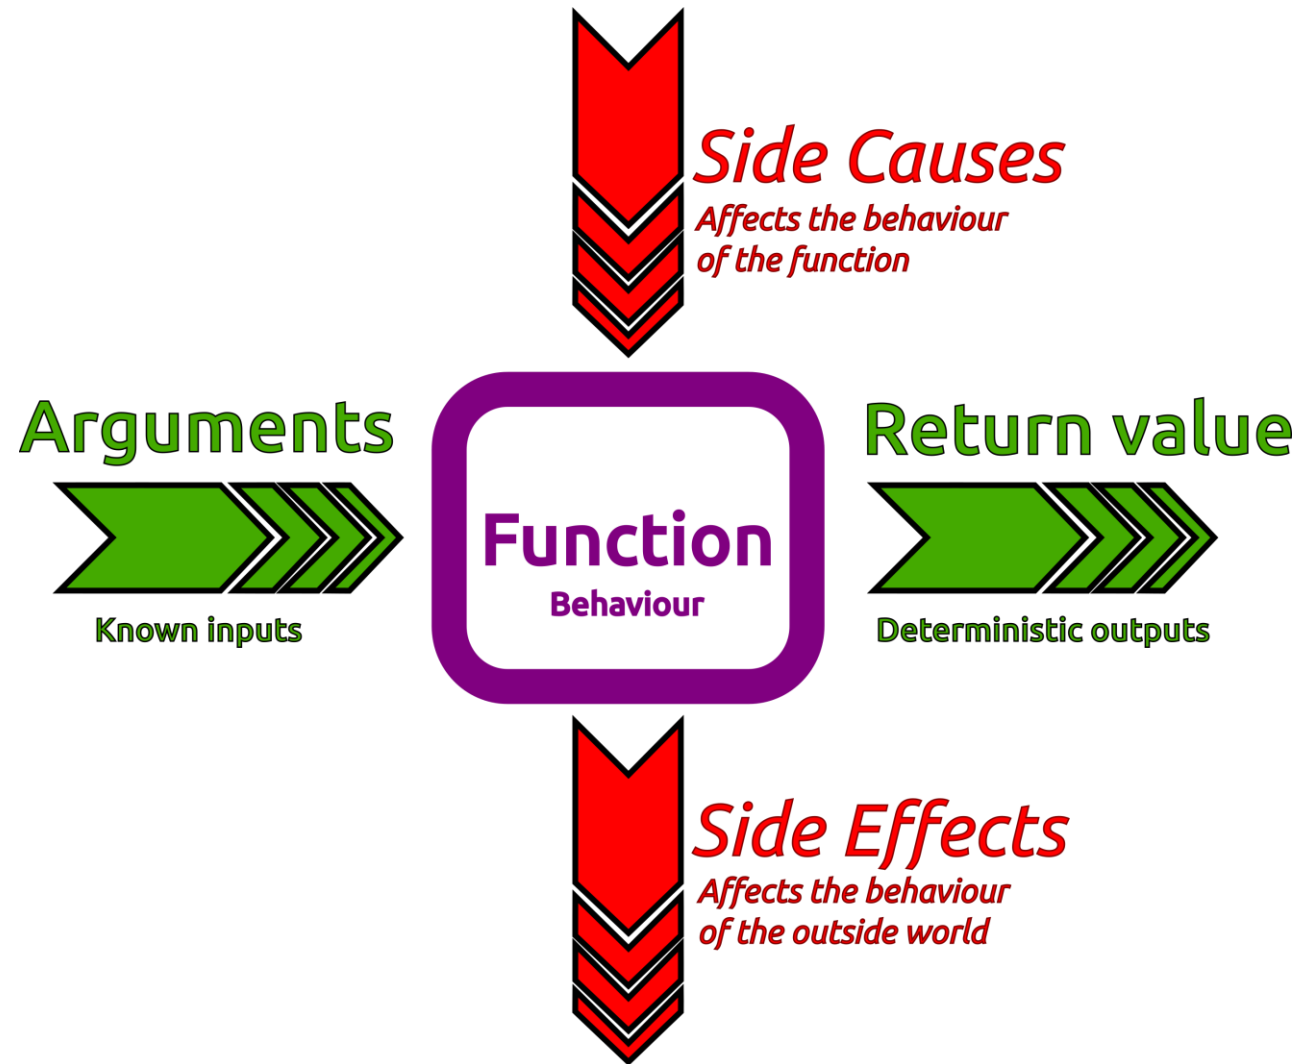 Side Causes
Affects the behaviour
of the function
Arguments
Known inputs
Function
Behaviour
Return value
Deterministic outputs
Side Effects
Affects the behaviour
of the outside world